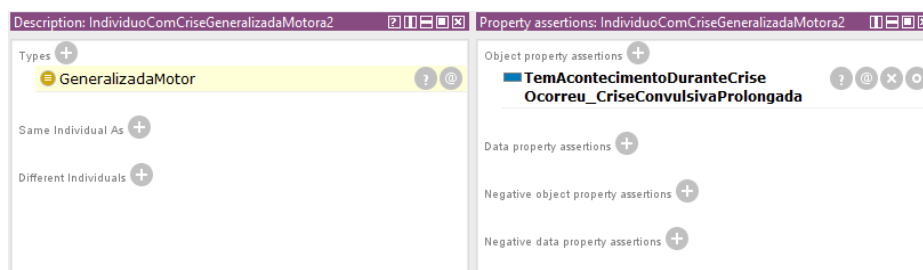 Description: IndividuoComCriseGeneralizadaMotora2
Types
GeneralizadaMotor
Same Individual As
Different Individuals
Property assertions: IndividuoComCriseGeneralizadaMotora2
Object property assertions
TemAcontecimentoDuranteCrise
Ocorreu_CriseConvulsivaProlongada
Data property assertions
Negative object property assertions
Negative data property assertions